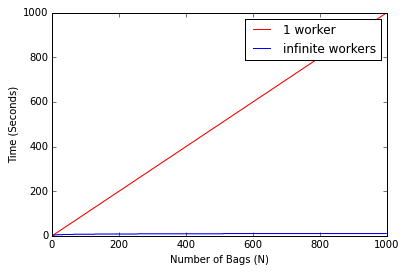 1000
800
600
400
200
0
Time (Seconds)
1 worker
infinite workers
0 200 400 600 800 1000
Number of Bags (N)